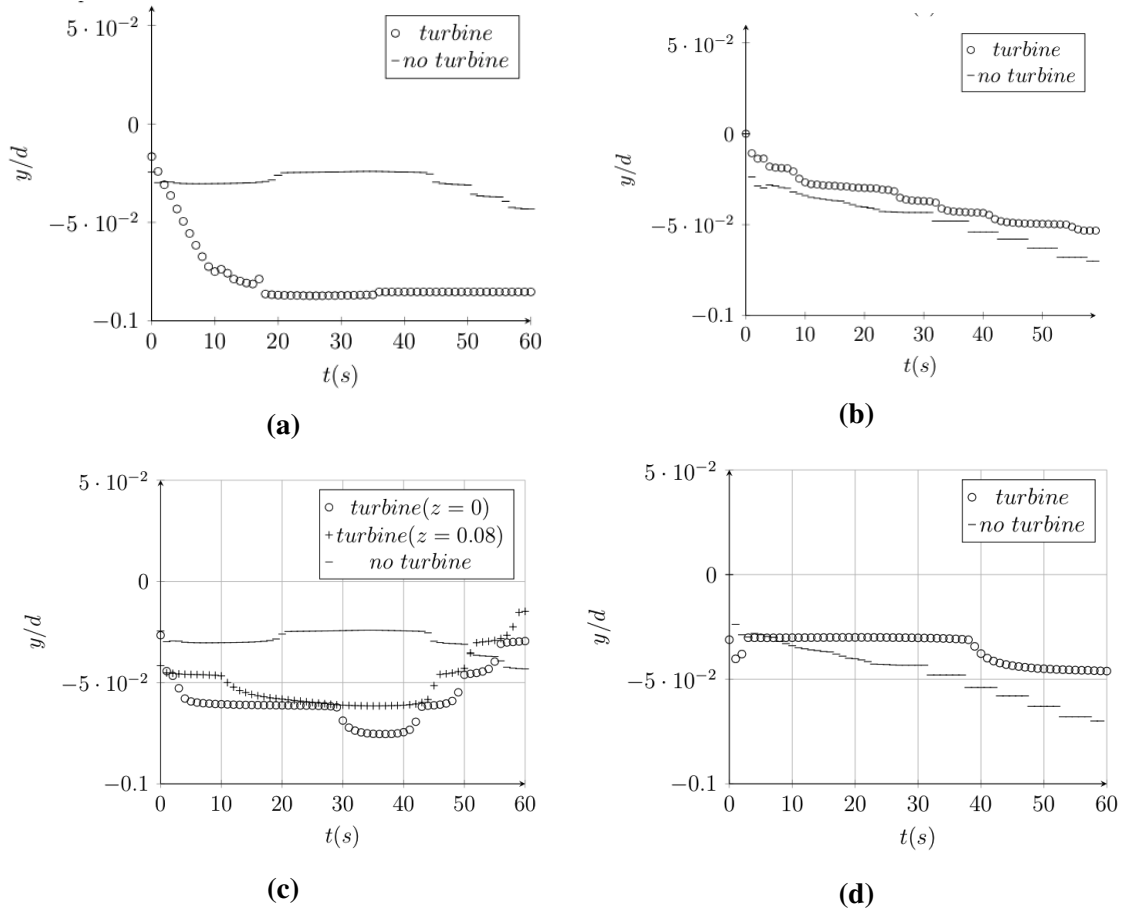 5 · 10⁻²
turbine
no turbine
0
−5 · 10⁻²
−0.1
y/d
0 10 20 30 40 50 60
t(s)
(a)
5 · 10⁻²
turbine
no turbine
0
−5 · 10⁻²
−0.1
y/d
0 10 20 30 40 50
t(s)
(b)
5 · 10⁻²
turbine(z = 0)
turbine(z = 0.08)
no turbine
0
−5 · 10⁻²
−0.1
y/d
0 10 20 30 40 50 60
t(s)
(c)
5 · 10⁻²
turbine
no turbine
0
−5 · 10⁻²
−0.1
y/d
0 10 20 30 40 50 60
t(s)
(d)